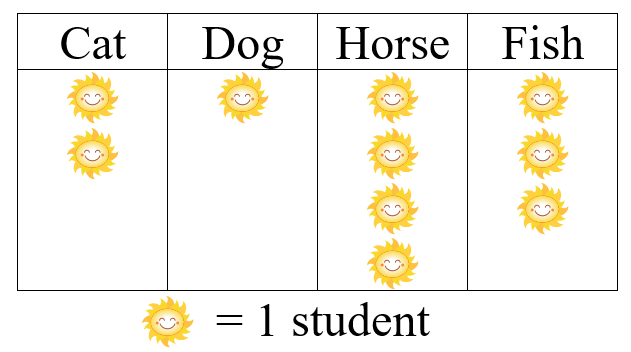 Cat Dog Horse Fish
= 1 student